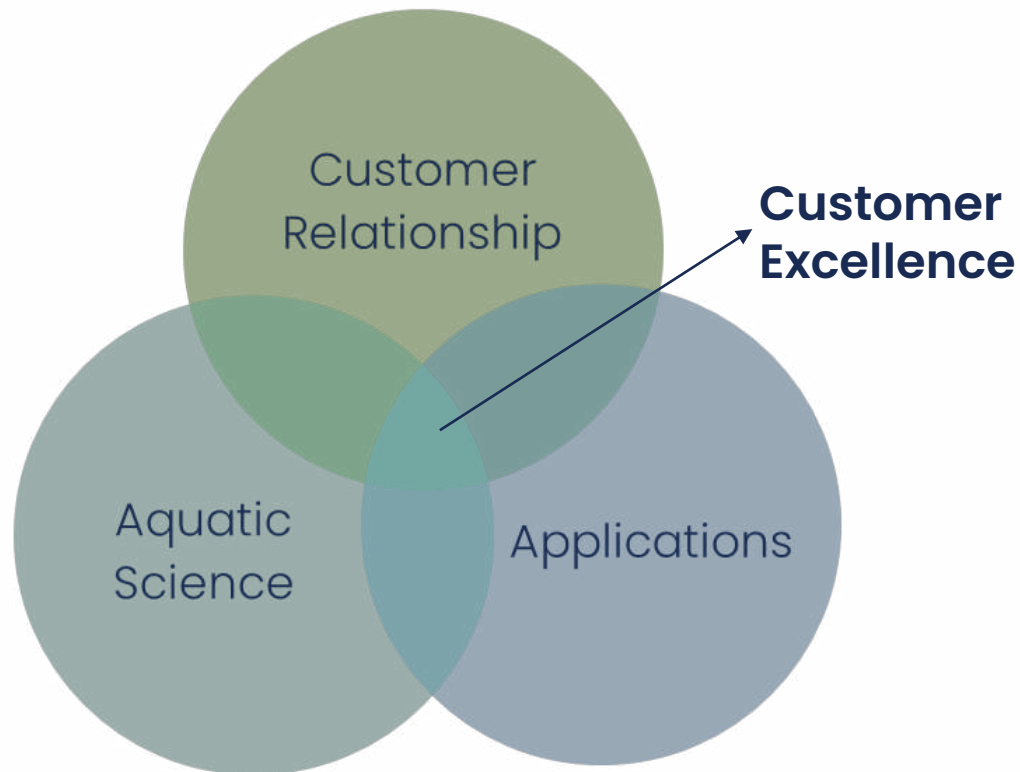 Customer
Relationship
Customer
Excellence
Aquatic
Science
Applications